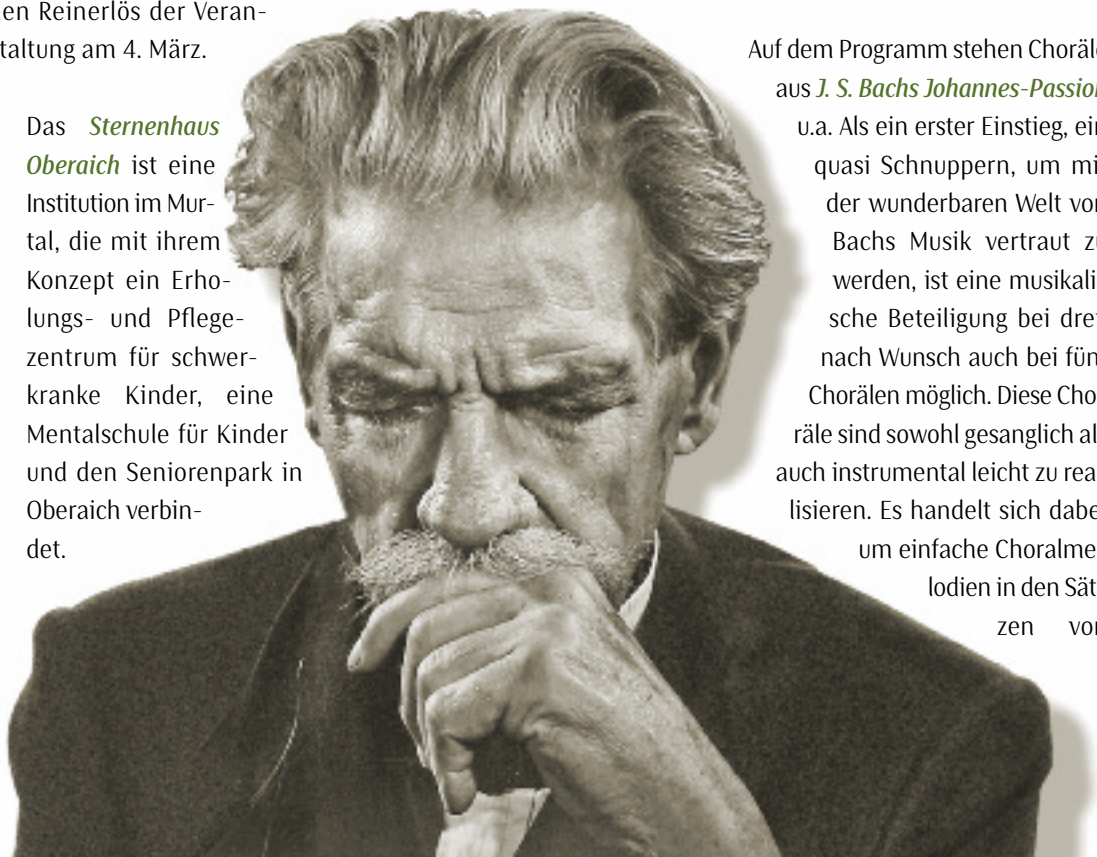 den Reinerlös der Veran-
taltung am 4. März.
Das Sternenhaus
Oberaich ist eine
Institution im Mur-
tal, die mit ihrem
Konzept ein Erho-
lungs- und Pflege-
zentrum für schwer-
kranke Kinder, eine
Mentalschule für Kinder
und den Seniorenpark in
Oberaich verbin-
det.
Auf dem Programm stehen Choräle
aus J. S. Bachs Johannes-Passion
u.a. Als ein erster Einstieg, ein
quasi Schnuppern, um mit
der wunderbaren Welt von
Bachs Musik vertraut zu
werden, ist eine musikali-
sche Beteiligung bei drei
nach Wunsch auch bei fünf
Chorälen möglich. Diese Cho-
räle sind sowohl gesanglich als
auch instrumental leicht zu rea-
lisieren. Es handelt sich dabei
um einfache Choralme-
lodien in den Sät-
zen von